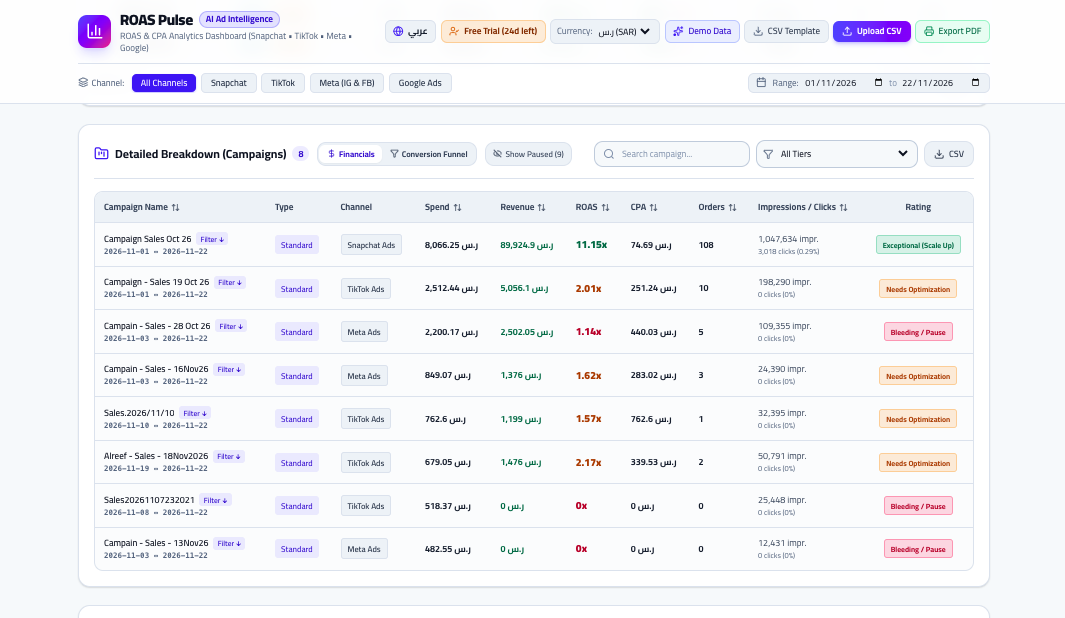 ROAS Pulse AI Ad Intelligence
ROAS & CPA Analytics Dashboard (Snapchat • TikTok • Meta •
Google)
عربي
Free Trial (24d left)
Currency: ر.س (SAR)
Demo Data
CSV Template
Upload CSV
Export PDF
Channel: All Channels Snapchat TikTok Meta (IG & FB) Google Ads
Range: 01/11/2026 to 22/11/2026
Detailed Breakdown (Campaigns) 8 Financials Conversion Funnel Show Paused (9) Search campaign... All Tiers CSV
Campaign Name ↑↓ Type Channel Spend ↑↓ Revenue ↑↓ ROAS ↑↓ CPA ↑↓ Orders ↑↓ Impressions / Clicks ↑↓ Rating
Campaign Sales Oct 26 Filter ↓
2026-11-01 ↔ 2026-11-22
Standard Snapchat Ads 8,066.25 ر.س 89,924.9 ر.س 11.15x 74.69 ر.س 108
1,047,634 impr.
3,018 clicks (0.29%)
Exceptional (Scale Up)
Campaign - Sales 19 Oct 26 Filter ↓
2026-11-01 ↔ 2026-11-22
Standard TikTok Ads 2,512.44 ر.س 5,056.1 ر.س 2.01x 251.24 ر.س 10
198,290 impr.
0 clicks (0%)
Needs Optimization
Campain - Sales - 28 Oct 26 Filter ↓
2026-11-03 ↔ 2026-11-22
Standard Meta Ads 2,200.17 ر.س 2,502.05 ر.س 1.14x 440.03 ر.س 5
109,355 impr.
0 clicks (0%)
Bleeding / Pause
Campain - Sales - 16Nov26 Filter ↓
2026-11-03 ↔ 2026-11-22
Standard Meta Ads 849.07 ر.س 1,376 ر.س 1.62x 283.02 ر.س 3
24,390 impr.
0 clicks (0%)
Needs Optimization
Sales.2026/11/10 Filter ↓
2026-11-10 ↔ 2026-11-22
Standard TikTok Ads 762.6 ر.س 1,199 ر.س 1.57x 762.6 ر.س 1
32,395 impr.
0 clicks (0%)
Needs Optimization
Alreef - Sales - 18Nov2026 Filter ↓
2026-11-19 ↔ 2026-11-22
Standard TikTok Ads 679.05 ر.س 1,476 ر.س 2.17x 339.53 ر.س 2
50,791 impr.
0 clicks (0%)
Needs Optimization
Sales20261107232021 Filter ↓
2026-11-08 ↔ 2026-11-22
Standard TikTok Ads 518.37 ر.س 0 ر.س 0x 0 ر.س 0
25,448 impr.
0 clicks (0%)
Bleeding / Pause
Campain - Sales - 13Nov26 Filter ↓
2026-11-03 ↔ 2026-11-22
Standard Meta Ads 482.55 ر.س 0 ر.س 0x 0 ر.س 0
12,431 impr.
0 clicks (0%)
Bleeding / Pause